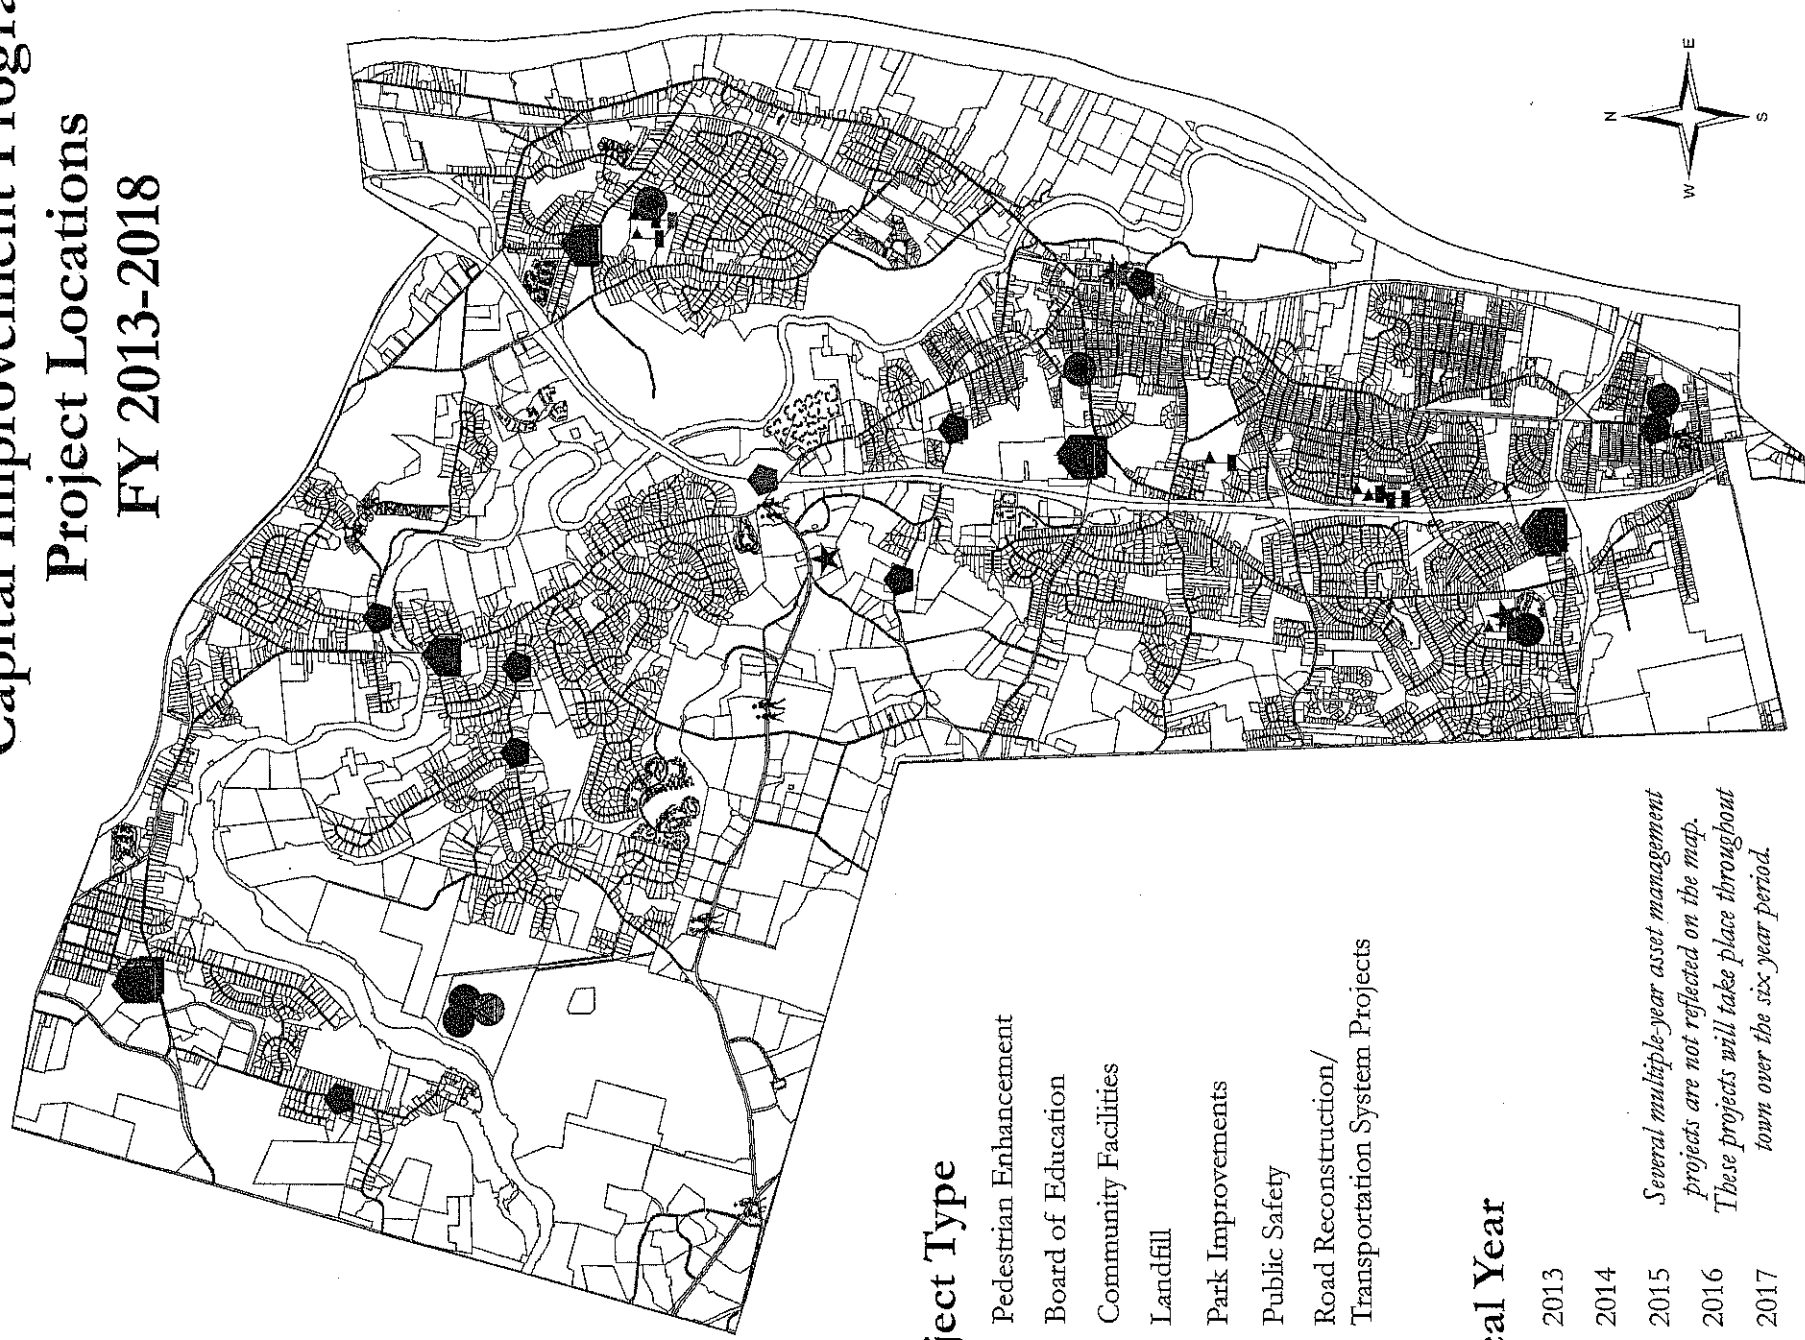 Capital Improvement Progra
Project Locations
FY 2013-2018
N
W
E
S
ject Type
Pedestrian Enhancement
Board of Education
Community Facilities
Landfill
Park Improvements
Public Safety
Road Reconstruction/
Transportation System Projects
cal Year
2013
2014
2015
2016
2017
Several multiple-year asset management
projects are not reflected on the map.
These projects will take place throughout
town over the six year period.